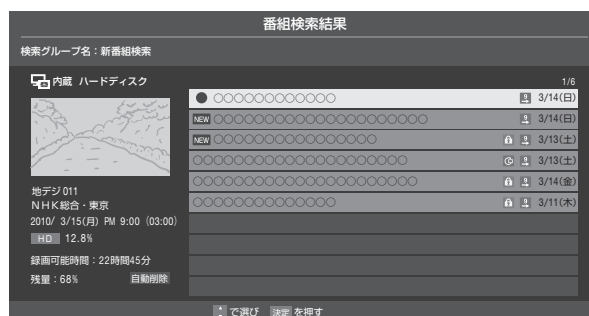 番組検索結果
検索グループ名：新番組検索
内蔵 ハードディスク
1/6
● ○○○○○○○○○○○○ 3/14(日)
NEW ○○○○○○○○○○○○○○○○○○○○○ 3/14(日)
NEW ○○○○○○○○○○○○○○○○ 3/13(土)
○○○○○○○○○○○○○○○○○○○○○ 3/13(土)
○○○○○○○○○○○○○○○○○○○○○○ 3/14(金)
○○○○○○○○○○○○○○ 3/11(木)
地デジ 011
NHK総合・東京
2010/ 3/15(月) PM 9:00 (03:00)
HD 12.8%
録画可能時間：22時間45分
残量：68% 自動削除
で選び 決定 を押す